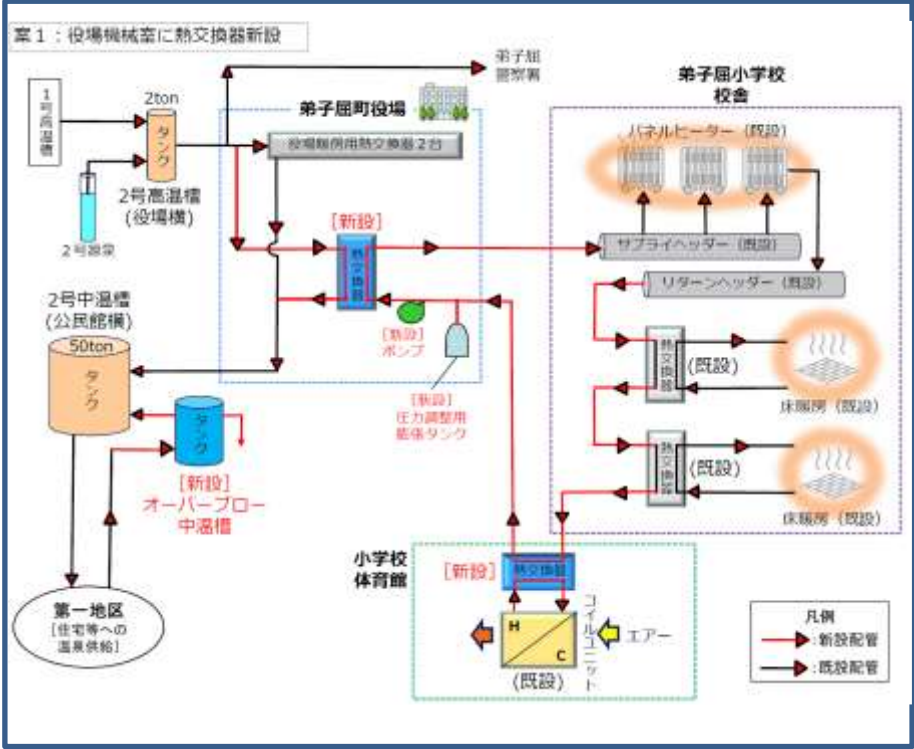 案1：役場機械室に熱交換器新設
弟子屈
警察署
弟子屈小学校
校舎
1号高温槽
2ton
タンク
弟子屈町役場
パネルヒーター（既設）
役場暖房用熱交換器2台
2号高温槽
(役場横)
2号源泉
[新設]
熱交換器
サプライヘッダー（既設）
リターンヘッダー（既設）
2号中温槽
(公民館横)
50ton
タンク
[新設]
ポンプ
熱交換器
(既設)
床暖房（既設）
[新設]
圧力調整用
膨張タンク
タンク
[新設]
オーバーブロー
中温槽
熱交換器
(既設)
床暖房（既設）
小学校
体育館
[新設]
熱交換器
第一地区
[住宅等への
温泉供給]
H
C
コイルユニット
エアー
(既設)
凡例
：新設配管
：既設配管